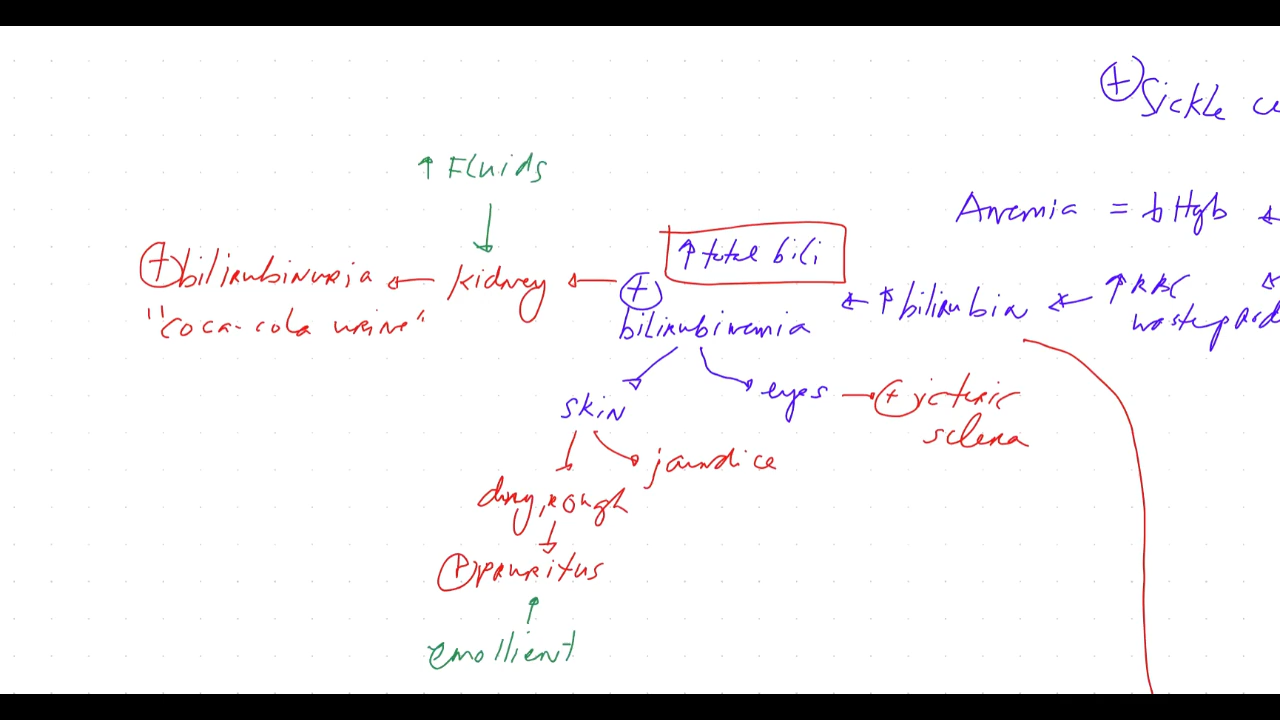 ⊕ Sickle ce
↑ Fluids
Anemia = ↓ Hgb ←
↑ total bili
⊕ bilirubinuria ← kidney ← ⊕
bilirubinemia ← ↑ bilirubin ← ↑ RBC
waste prod
"coca-cola urine"
skin
eyes → ⊕ icteric
sclera
jaundice
dry, rough
⊕ pruritus
emollient